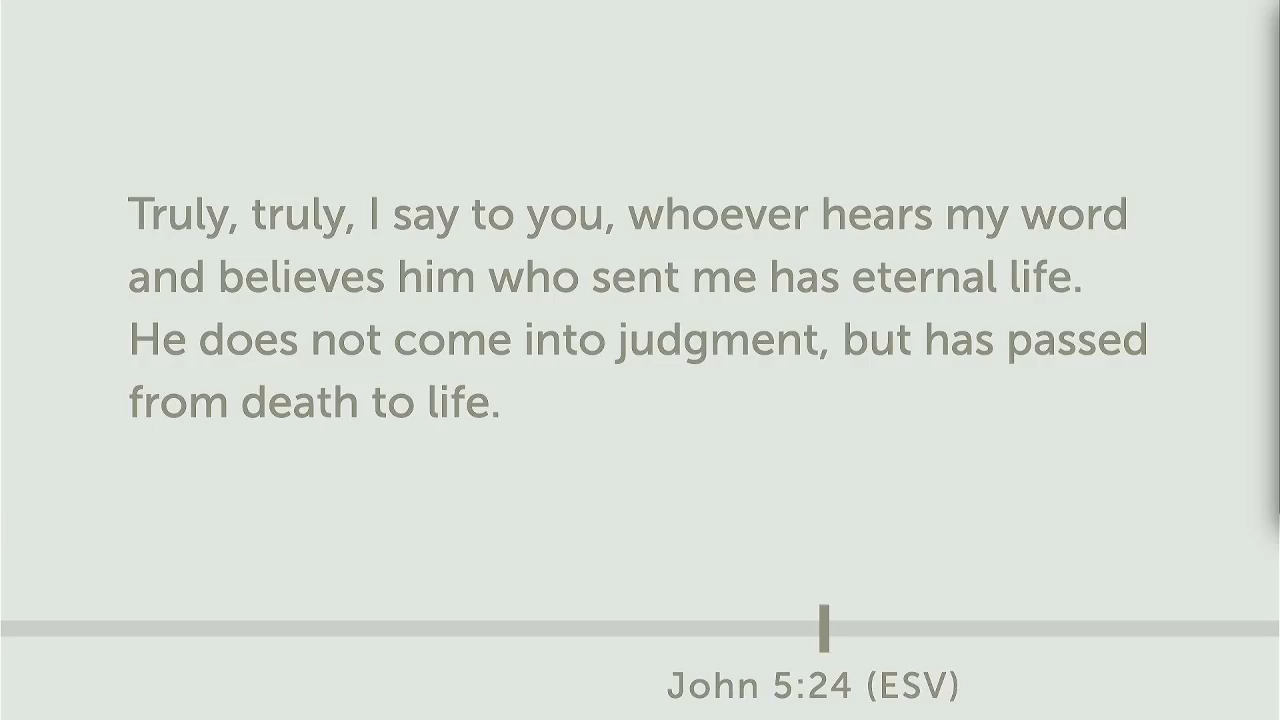 Truly, truly, I say to you, whoever hears my word
and believes him who sent me has eternal life.
He does not come into judgment, but has passed
from death to life.
John 5:24 (ESV)